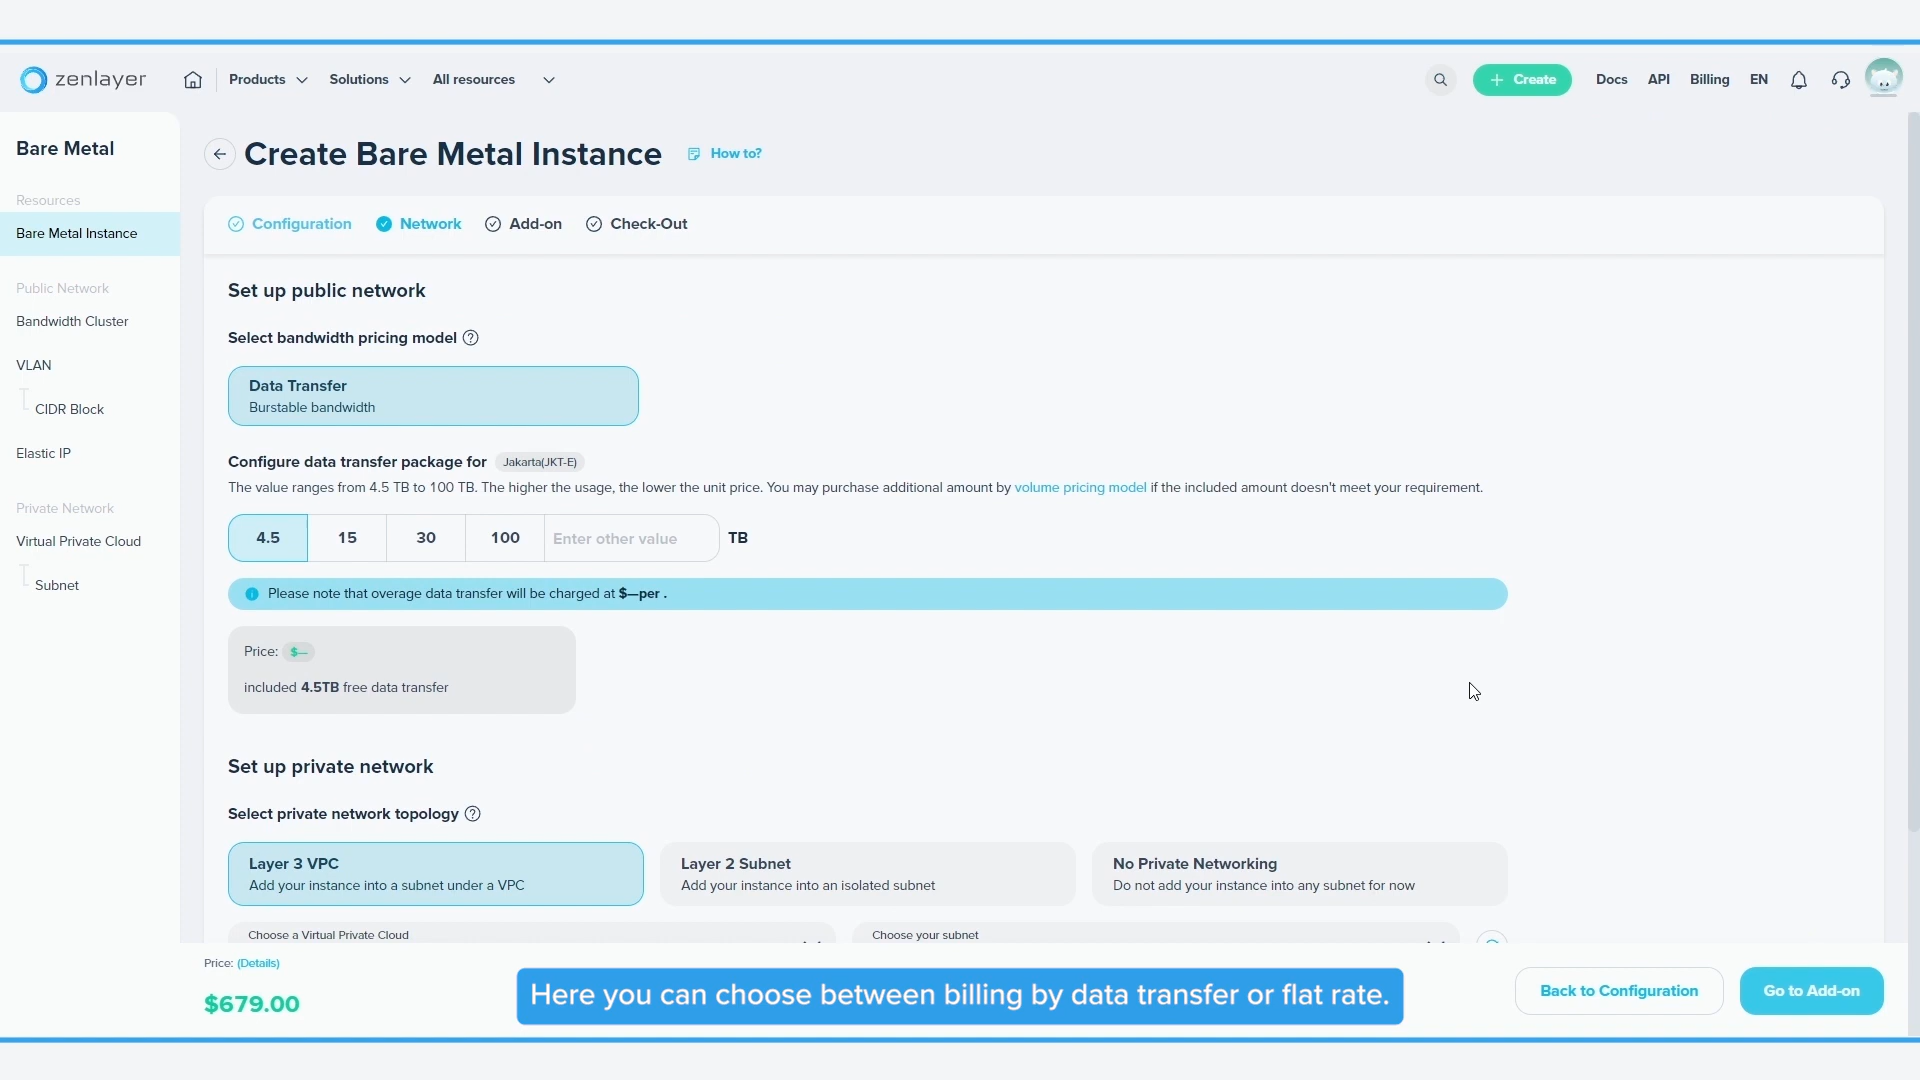 zenlayer
Products
Solutions
All resources
Create
Docs
API
Billing
EN
Bare Metal
Resources
Bare Metal Instance
Public Network
Bandwidth Cluster
VLAN
CIDR Block
Elastic IP
Private Network
Virtual Private Cloud
Subnet
Create Bare Metal Instance
How to?
Configuration
Network
Add-on
Check-Out
Set up public network
Select bandwidth pricing model
Data Transfer
Burstable bandwidth
Configure data transfer package for Jakarta(JKT-E)
The value ranges from 4.5 TB to 100 TB. The higher the usage, the lower the unit price. You may purchase additional amount by volume pricing model if the included amount doesn't meet your requirement.
4.5 15 30 100 Enter other value TB
Please note that overage data transfer will be charged at $—per .
Price: $—
included 4.5TB free data transfer
Set up private network
Select private network topology
Layer 3 VPC
Add your instance into a subnet under a VPC
Layer 2 Subnet
Add your instance into an isolated subnet
No Private Networking
Do not add your instance into any subnet for now
Choose a Virtual Private Cloud
Choose your subnet
Price: (Details)
$679.00
Here you can choose between billing by data transfer or flat rate.
Back to Configuration
Go to Add-on